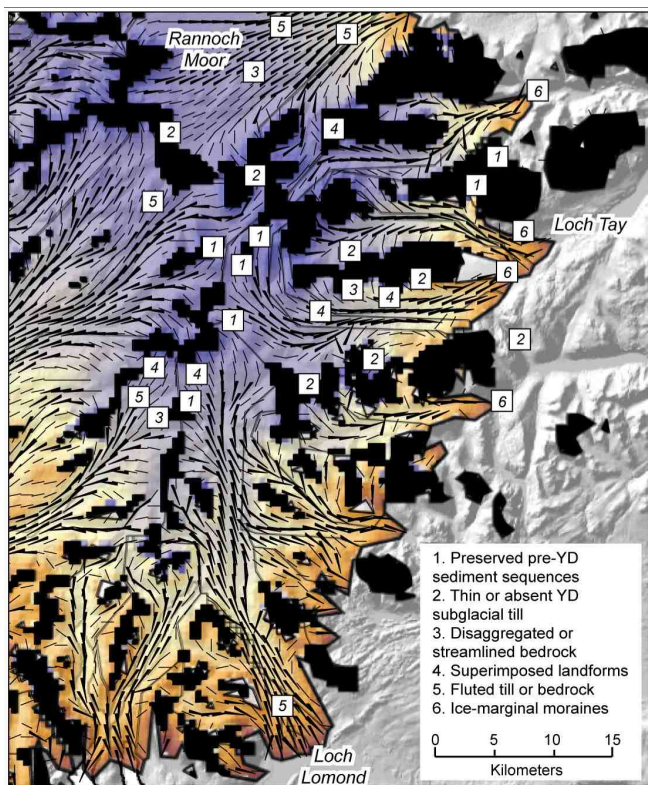 5
5
6
Rannoch
Moor
3
2
4
1
2
1
5
6
Loch Tay
1
1
2
1
6
2
3
4
4
1
2
4
2
4
2
5
1
6
3
1. Preserved pre-YD
sediment sequences
2. Thin or absent YD
subglacial till
3. Disaggregated or
streamlined bedrock
4. Superimposed landforms
5. Fluted till or bedrock
6. Ice-marginal moraines
0 5 10 15
Kilometers
5
Loch
Lomond